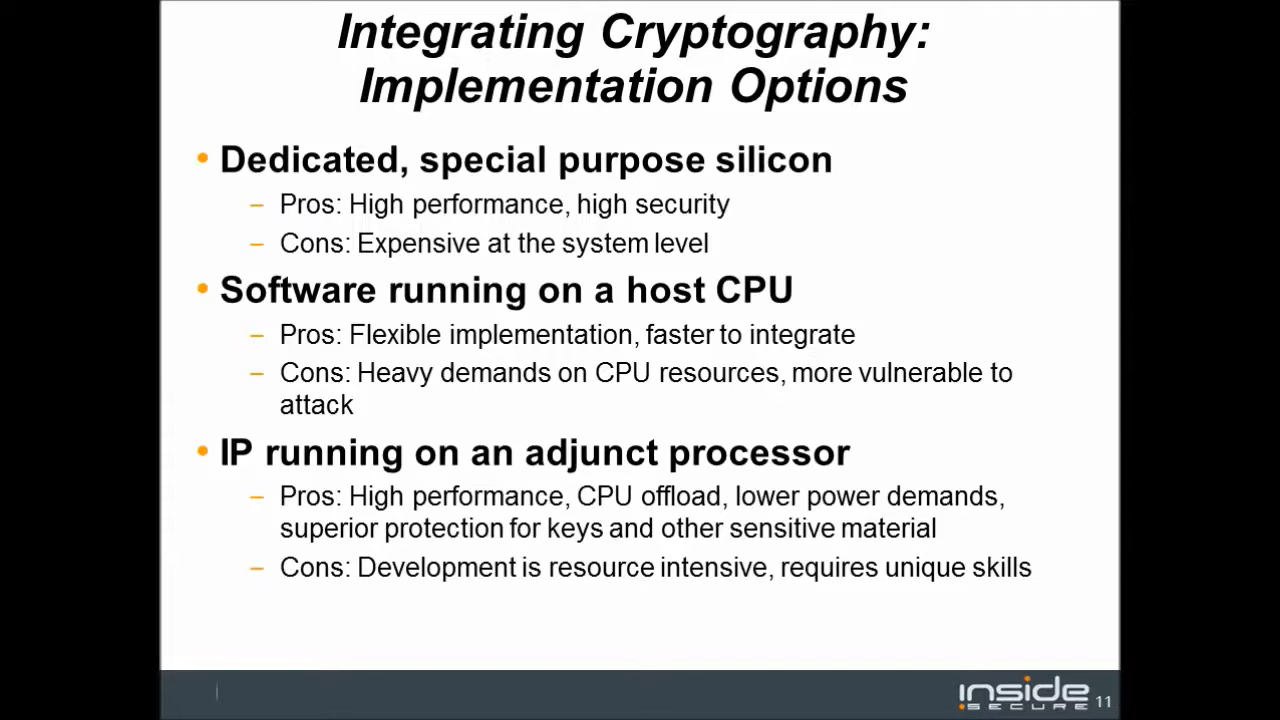 Integrating Cryptography:
Implementation Options
• Dedicated, special purpose silicon
– Pros: High performance, high security
– Cons: Expensive at the system level
• Software running on a host CPU
– Pros: Flexible implementation, faster to integrate
– Cons: Heavy demands on CPU resources, more vulnerable to
attack
• IP running on an adjunct processor
– Pros: High performance, CPU offload, lower power demands,
superior protection for keys and other sensitive material
– Cons: Development is resource intensive, requires unique skills
inside
SECURE
11